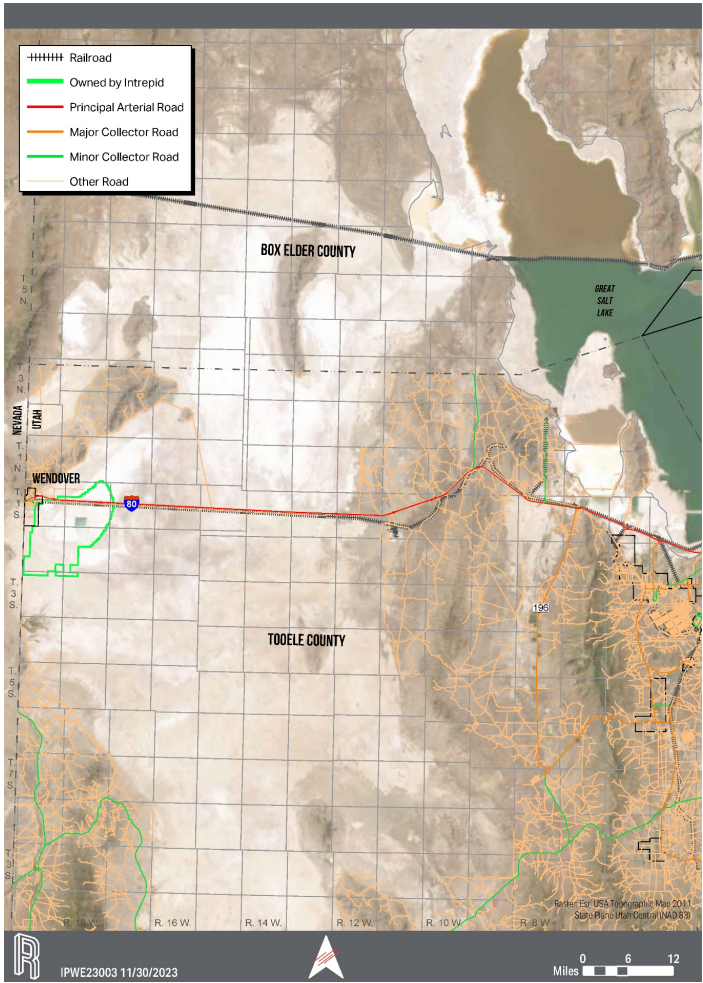 Railroad
Owned by Intrepid
Principal Arterial Road
Major Collector Road
Minor Collector Road
Other Road
BOX ELDER COUNTY
GREAT
SALT
LAKE
T. 5 N.
T. 3 N.
NEVADA
UTAH
T. 1 N.
WENDOVER
T. 1 S.
80
T. 3 S.
196
TOOELE COUNTY
T. 5 S.
T. 7 S.
R. 18 W.
R. 16 W.
R. 14 W.
R. 12 W.
R. 10 W.
R. 8 W.
Raster: Esri USA Topographic Map 2011
State Plane Utah Central (NAD 83)
R
IPWE23003 11/30/2023
0 6 12
Miles